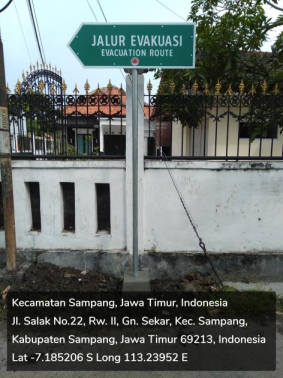 JALUR EVAKUASI
EVACUATION ROUTE
Kecamatan Sampang, Jawa Timur, Indonesia
Jl. Salak No.22, Rw. II, Gn. Sekar, Kec. Sampang,
Kabupaten Sampang, Jawa Timur 69213, Indonesia
Lat -7.185206 S Long 113.23952 E